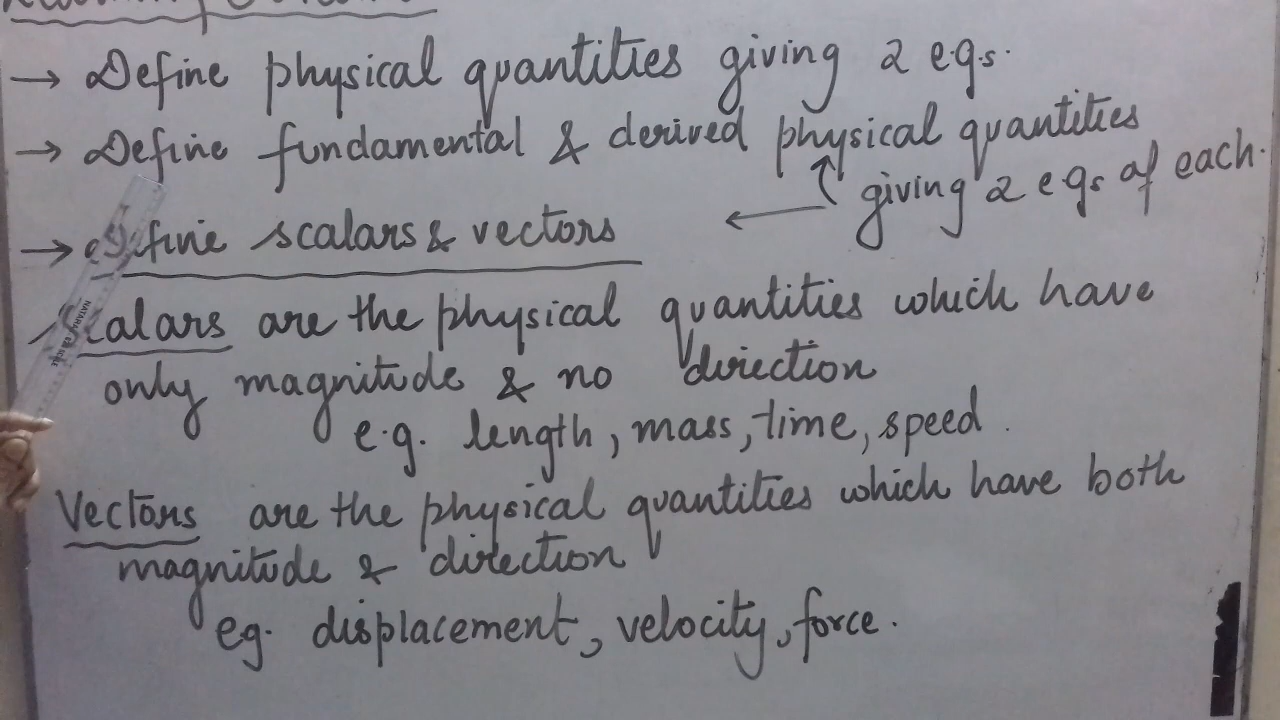 → Define physical quantities giving 2 e.g.s.
→ Define fundamental & derived physical quantities
giving 2 e.g.s of each.
→ Define scalars & vectors
Scalars are the physical quantities which have
only magnitude & no direction
e.g. length, mass, time, speed.
Vectors are the physical quantities which have both
magnitude & direction
eg. displacement, velocity, force.
NATARAJ